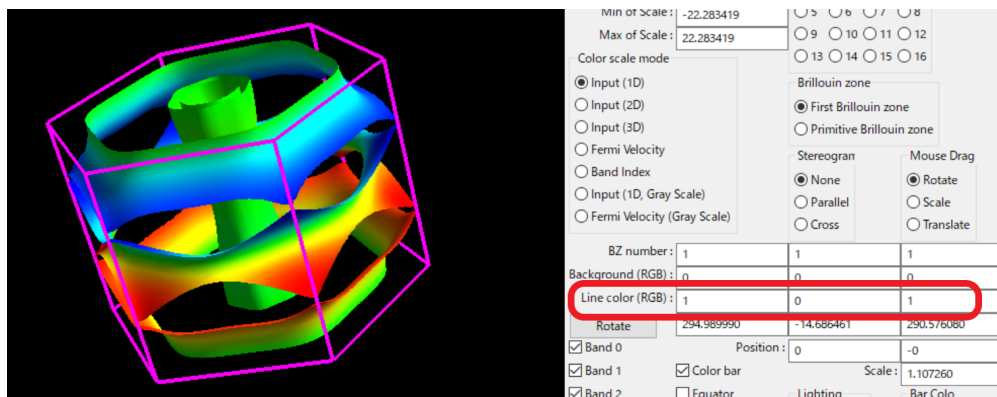 Min of Scale : -22.283419 5 6 7 8
Max of Scale : 22.283419 9 10 11 12
13 14 15 16
Color scale mode
Input (1D)
Input (2D)
Input (3D)
Fermi Velocity
Band Index
Input (1D, Gray Scale)
Fermi Velocity (Gray Scale)
Brillouin zone
First Brillouin zone
Primitive Brillouin zone
Stereogram Mouse Drag
None Rotate
Parallel Scale
Cross Translate
BZ number : 1 1 1
Background (RGB) : 0 0 0
Line color (RGB) : 1 0 1
Rotate 294.989990 -14.686461 290.576080
Band 0 Position : 0 -0
Band 1 Color bar Scale : 1.107260
Band 2 Equator Lighting Bar Colo